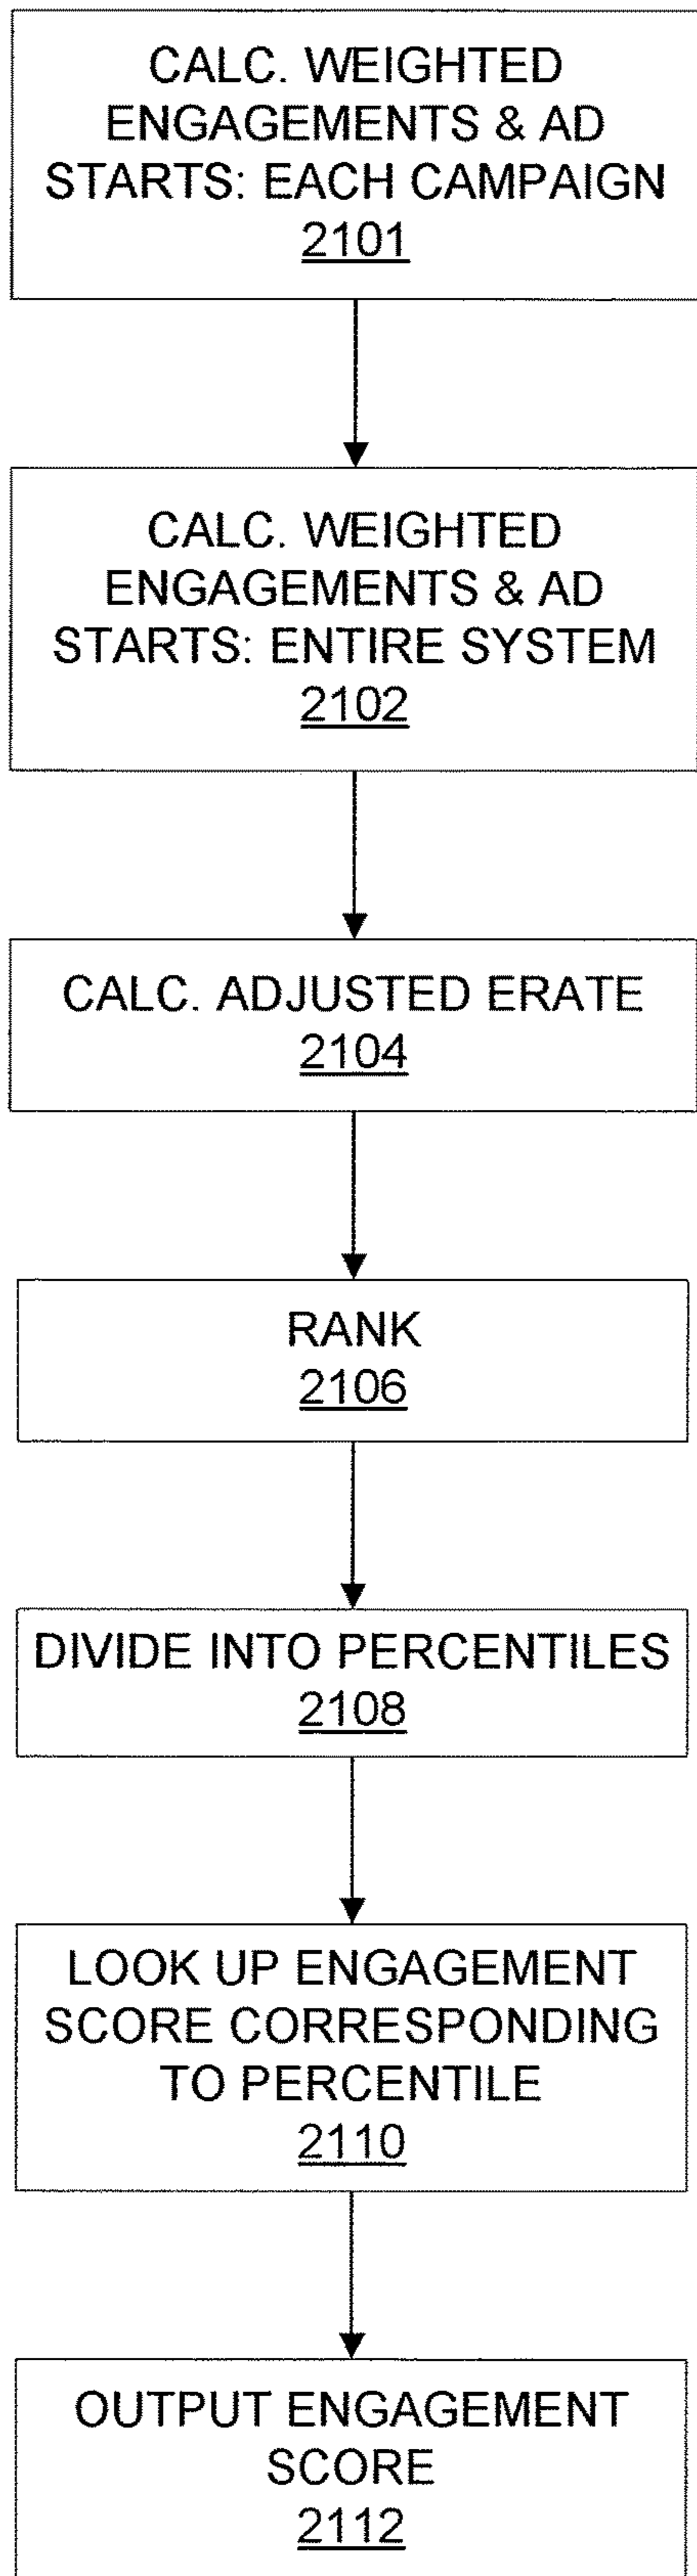 CALC. WEIGHTED
ENGAGEMENTS & AD
STARTS: EACH CAMPAIGN
2101
CALC. WEIGHTED
ENGAGEMENTS & AD
STARTS: ENTIRE SYSTEM
2102
CALC. ADJUSTED ERATE
2104
RANK
2106
DIVIDE INTO PERCENTILES
2108
LOOK UP ENGAGEMENT
SCORE CORRESPONDING
TO PERCENTILE
2110
OUTPUT ENGAGEMENT
SCORE
2112